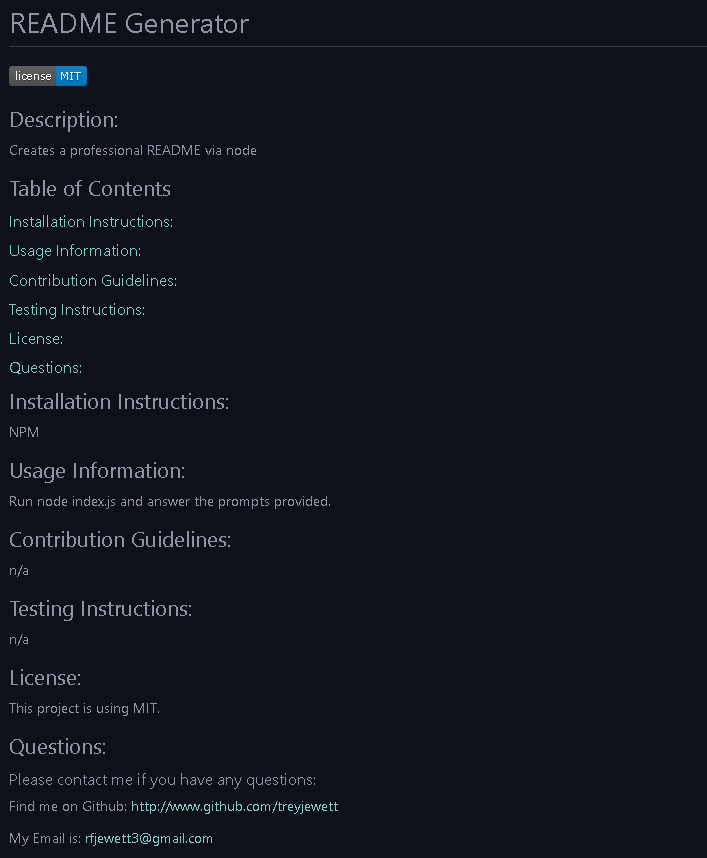 README Generator
license MIT
Description:
Creates a professional README via node
Table of Contents
Installation Instructions:
Usage Information:
Contribution Guidelines:
Testing Instructions:
License:
Questions:
Installation Instructions:
NPM
Usage Information:
Run node index.js and answer the prompts provided.
Contribution Guidelines:
n/a
Testing Instructions:
n/a
License:
This project is using MIT.
Questions:
Please contact me if you have any questions:
Find me on Github: http://www.github.com/treyjewett
My Email is: rfjewett3@gmail.com